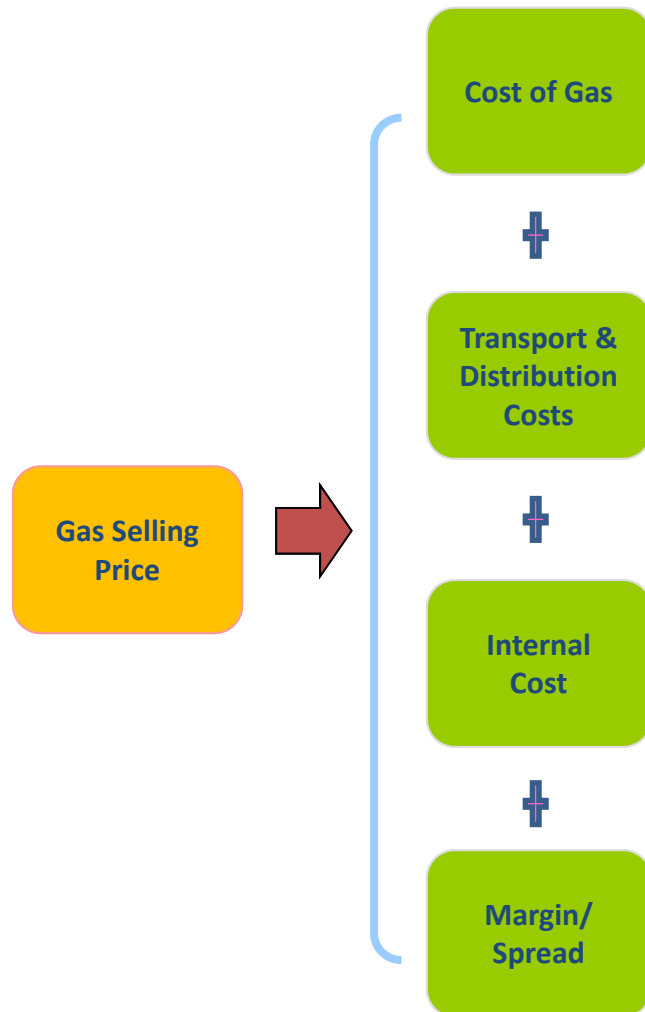 Cost of Gas
Transport &
Distribution
Costs
Gas Selling
Price
Internal
Cost
Margin/
Spread